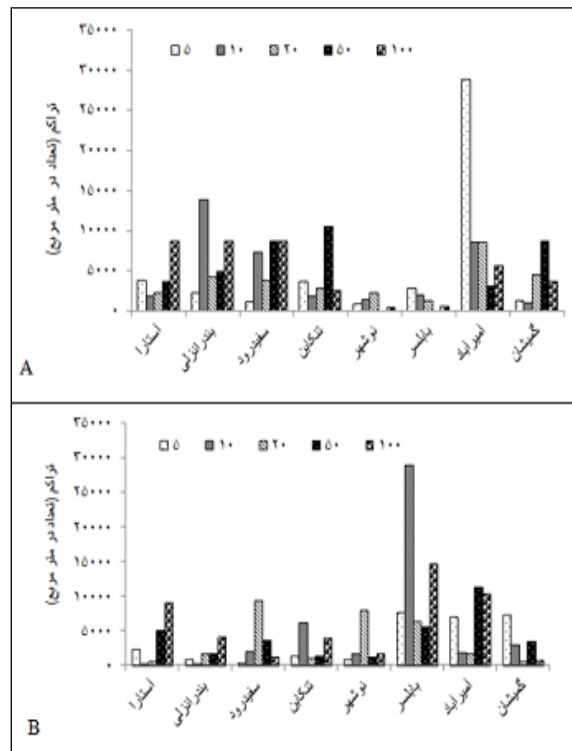 ۳۵۰۰۰
۳۰۰۰۰
۲۵۰۰۰
۲۰۰۰۰
۱۵۰۰۰
۱۰۰۰۰
۵۰۰۰
۰
تراکم (تعداد در متر مربع)
۵ ۱۰ ۲۰ ۵۰ ۱۰۰
آستارا بندرانزلی سفیدرود تنکابن نوشهر بابلسر امیرآباد گمیشان
A
۳۵۰۰۰
۳۰۰۰۰
۲۵۰۰۰
۲۰۰۰۰
۱۵۰۰۰
۱۰۰۰۰
۵۰۰۰
۰
تراکم (تعداد در متر مربع)
۵ ۱۰ ۲۰ ۵۰ ۱۰۰
آستارا بندرانزلی سفیدرود تنکابن نوشهر بابلسر امیرآباد گمیشان
B